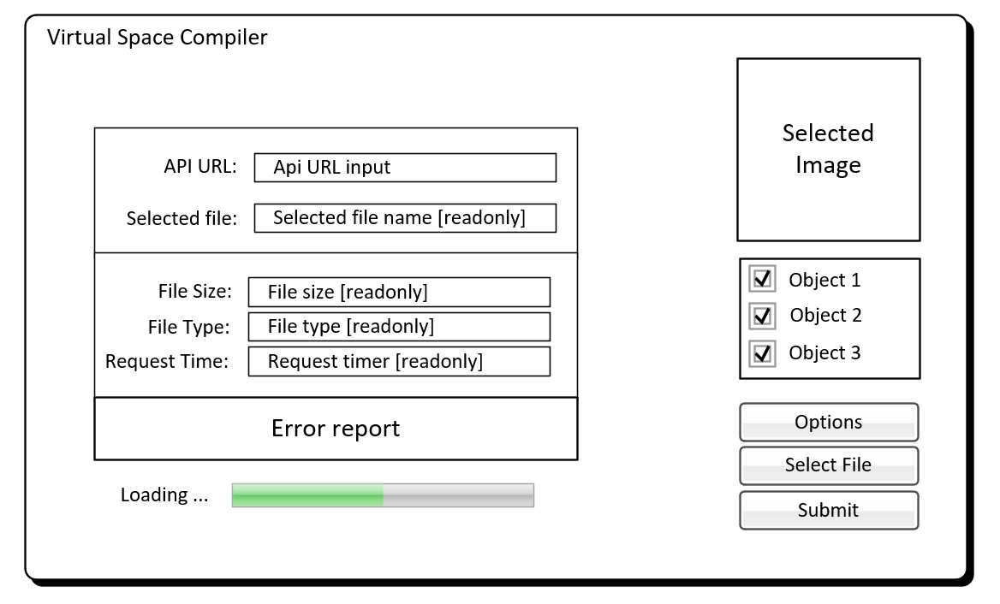 Virtual Space Compiler
API URL: Api URL input
Selected file: Selected file name [readonly]
File Size: File size [readonly]
File Type: File type [readonly]
Request Time: Request timer [readonly]
Error report
Loading ...
Selected
Image
Object 1
Object 2
Object 3
Options
Select File
Submit